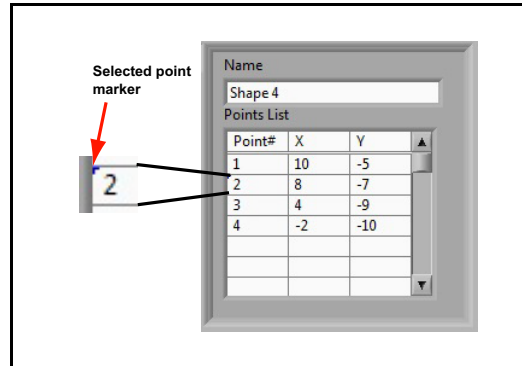 Selected point
marker
2
Name
Shape 4
Points List
Point# X Y
1 10 -5
2 8 -7
3 4 -9
4 -2 -10